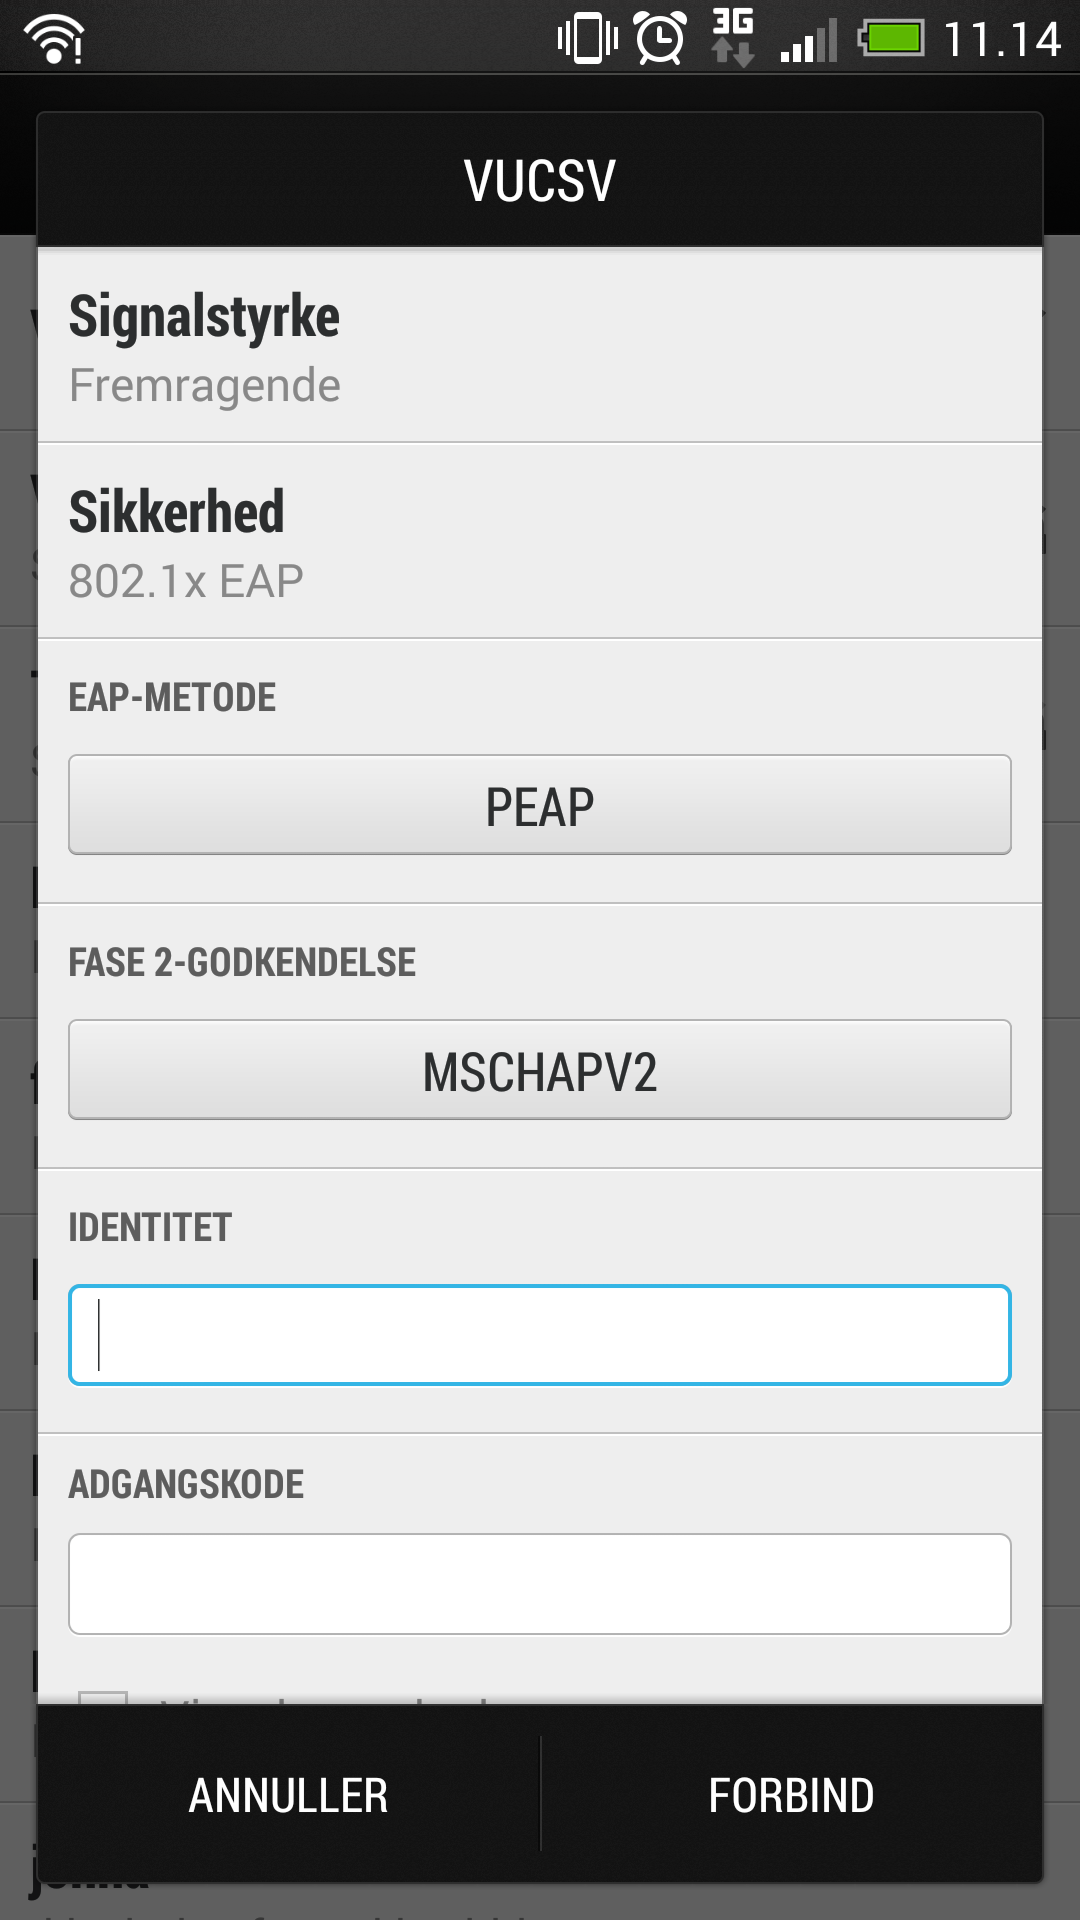 3G 11.14
VUCSV
Signalstyrke
Fremragende
Sikkerhed
802.1x EAP
EAP-METODE
PEAP
FASE 2-GODKENDELSE
MSCHAPV2
IDENTITET
ADGANGSKODE
ANNULLER FORBIND